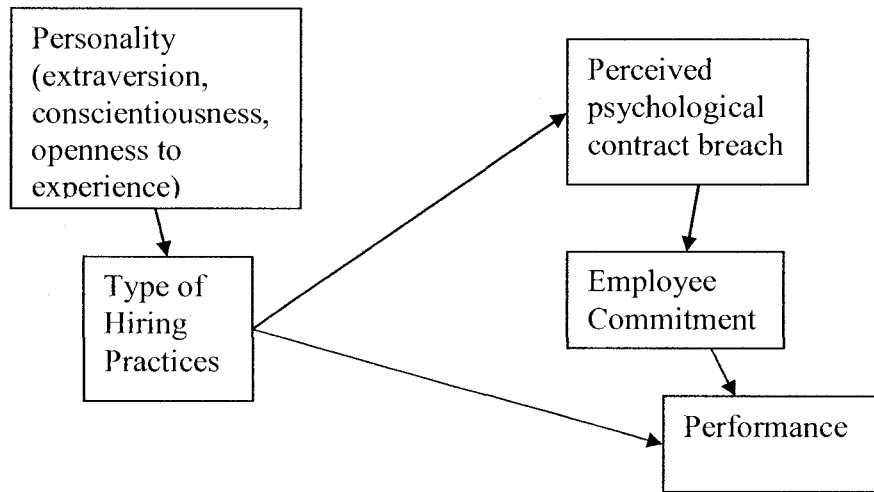 Personality
(extraversion,
conscientiousness,
openness to
experience)
Perceived
psychological
contract breach
Type of
Hiring
Practices
Employee
Commitment
Performance